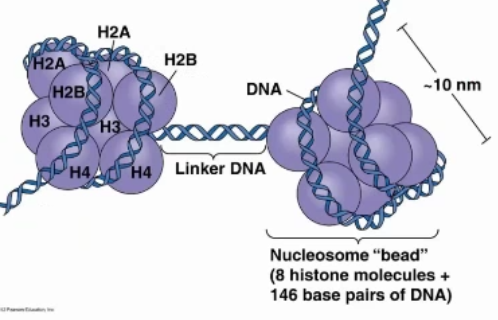 H2A
H2A
H2B
H2B
H3
H3
H4
H4
Linker DNA
DNA
~10 nm
Nucleosome “bead”
(8 histone molecules +
146 base pairs of DNA)